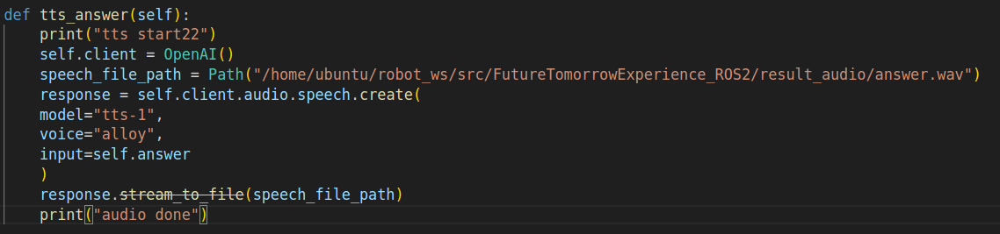 def tts_answer(self):
    print("tts start22")
    self.client = OpenAI()
    speech_file_path = Path("/home/ubuntu/robot_ws/src/FutureTomorrowExperience_ROS2/result_audio/answer.wav")
    response = self.client.audio.speech.create(
    model="tts-1",
    voice="alloy",
    input=self.answer
    )
    response.stream_to_file(speech_file_path)
    print("audio done")